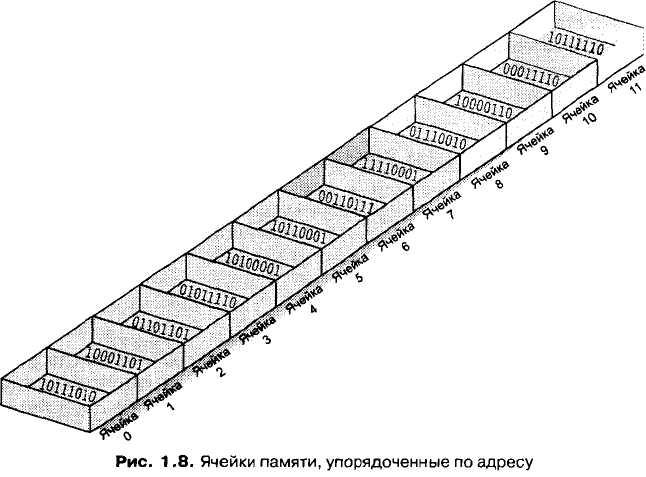 10111110
00011110
10000110
01110010
11110001
00110111
10110001
10100001
01011110
01101101
10001101
10111010
Ячейка 0
Ячейка 1
Ячейка 2
Ячейка 3
Ячейка 4
Ячейка 5
Ячейка 6
Ячейка 7
Ячейка 8
Ячейка 9
Ячейка 10
Ячейка 11
Рис. 1.8. Ячейки памяти, упорядоченные по адресу